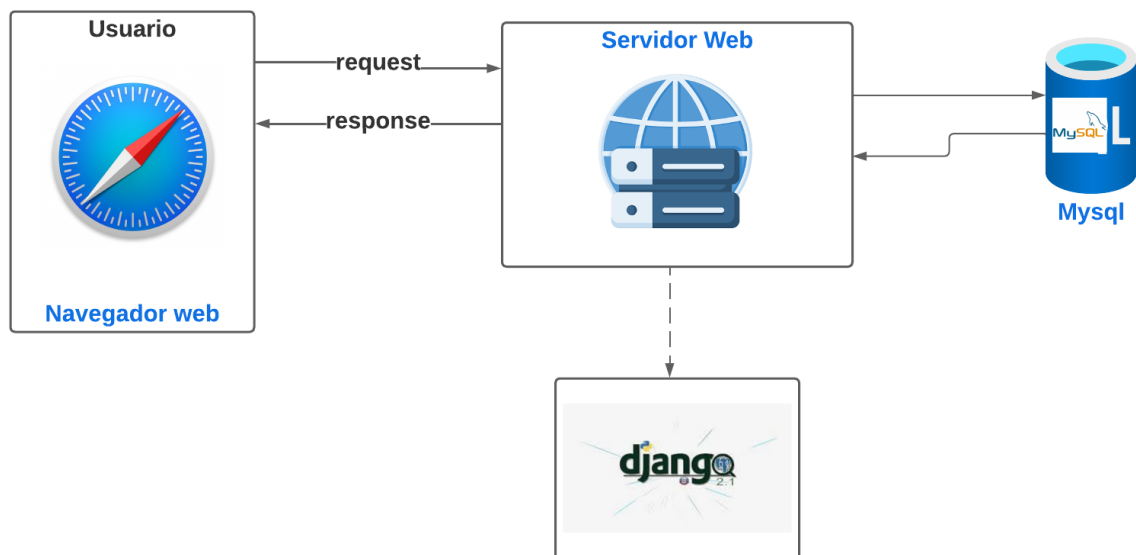 Usuario
Navegador web
request
response
Servidor Web
MySQL
L
Mysql
django
2.1